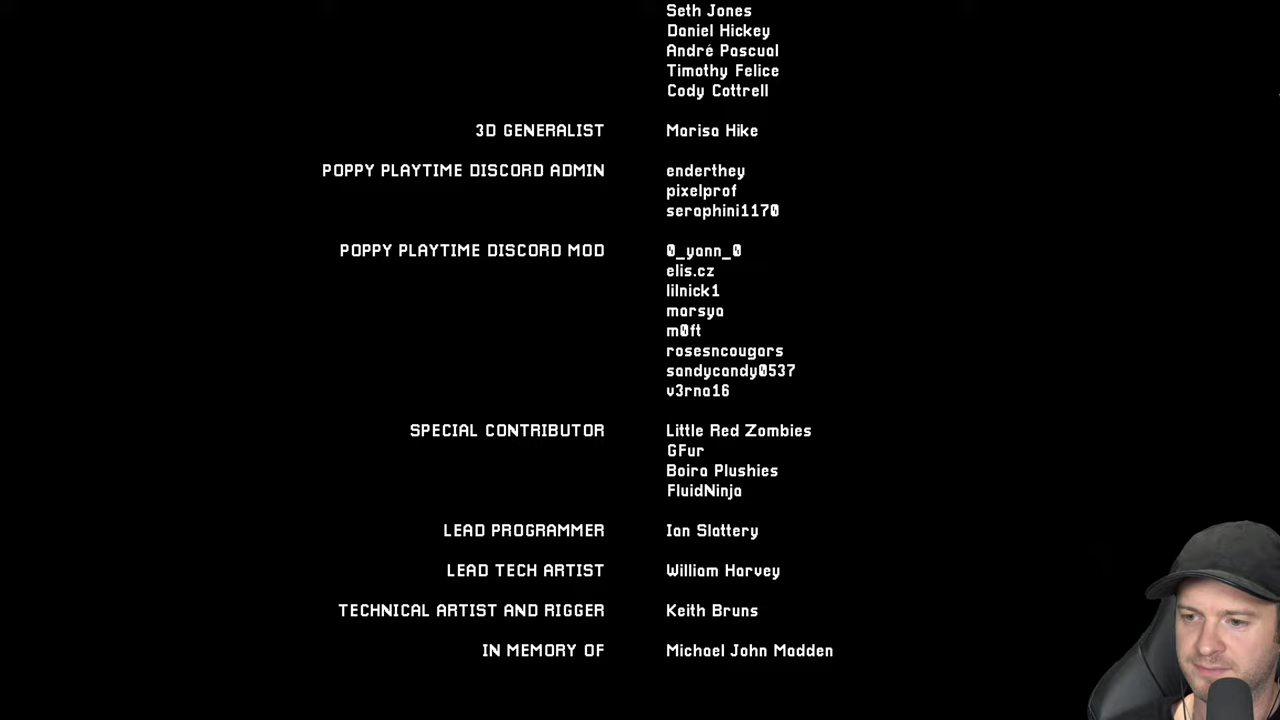 Seth Jones
Daniel Hickey
André Pascual
Timothy Felice
Cody Cottrell
3D GENERALIST Marisa Hike
POPPY PLAYTIME DISCORD ADMIN enderthey
pixelprof
seraphini1170
POPPY PLAYTIME DISCORD MOD 0_yann_0
elis.cz
lilnick1
marsya
m0ft
rosesncougars
sandycandy0537
v3rna16
SPECIAL CONTRIBUTOR Little Red Zombies
GFur
Boira Plushies
FluidNinja
LEAD PROGRAMMER Ian Slattery
LEAD TECH ARTIST William Harvey
TECHNICAL ARTIST AND RIGGER Keith Bruns
IN MEMORY OF Michael John Madden